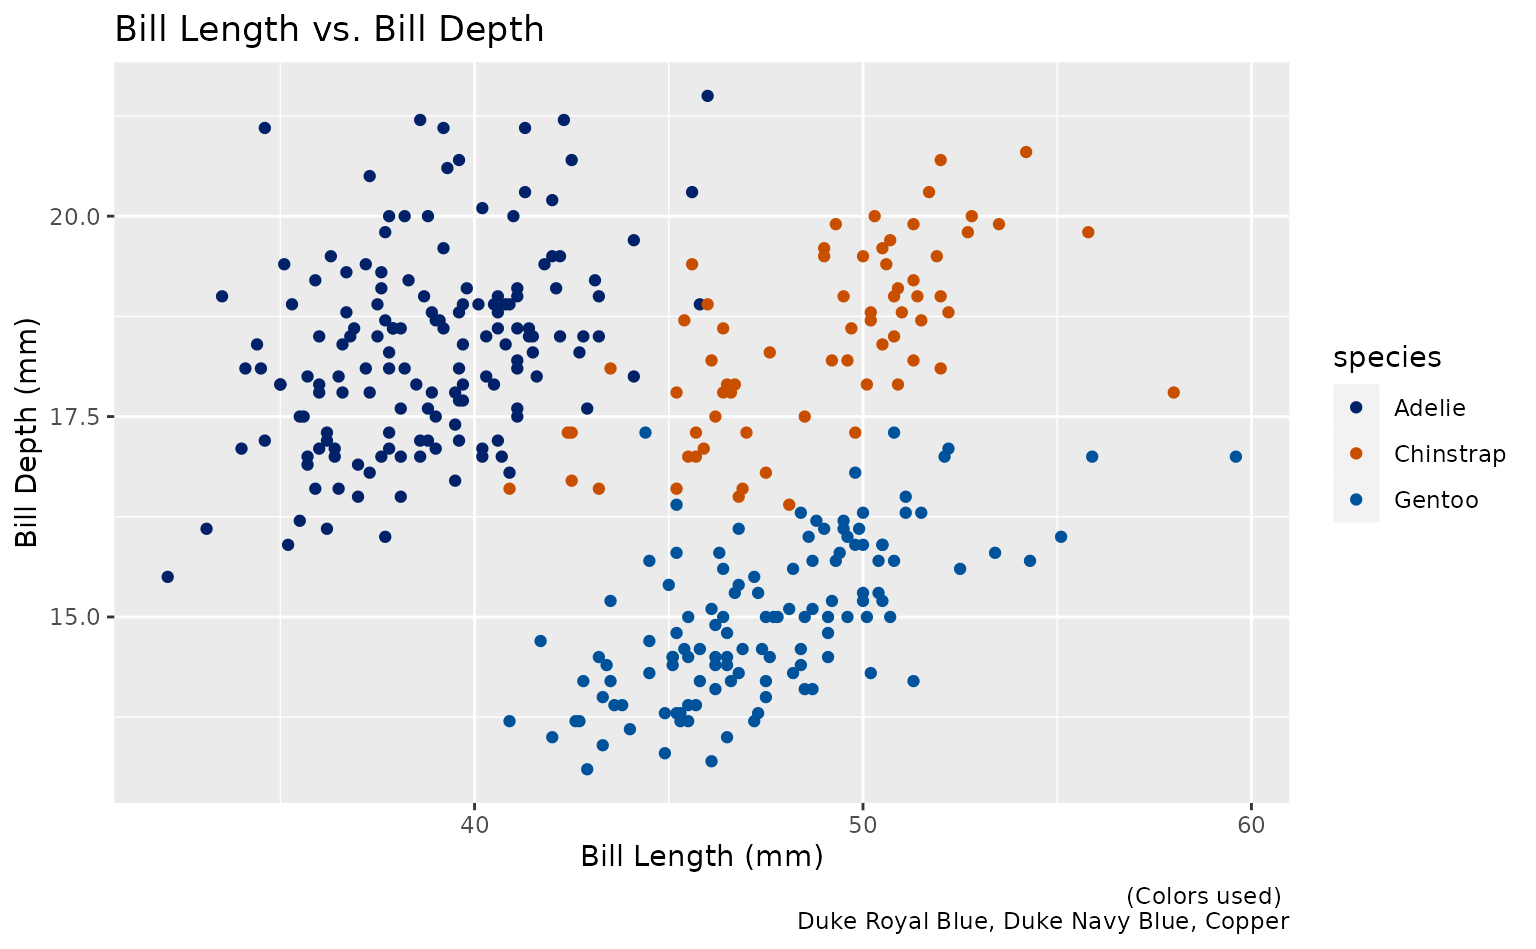 Bill Length vs. Bill Depth
Bill Depth (mm)
20.0
17.5
15.0
40 50 60
Bill Length (mm)
species
Adelie
Chinstrap
Gentoo
(Colors used)
Duke Royal Blue, Duke Navy Blue, Copper